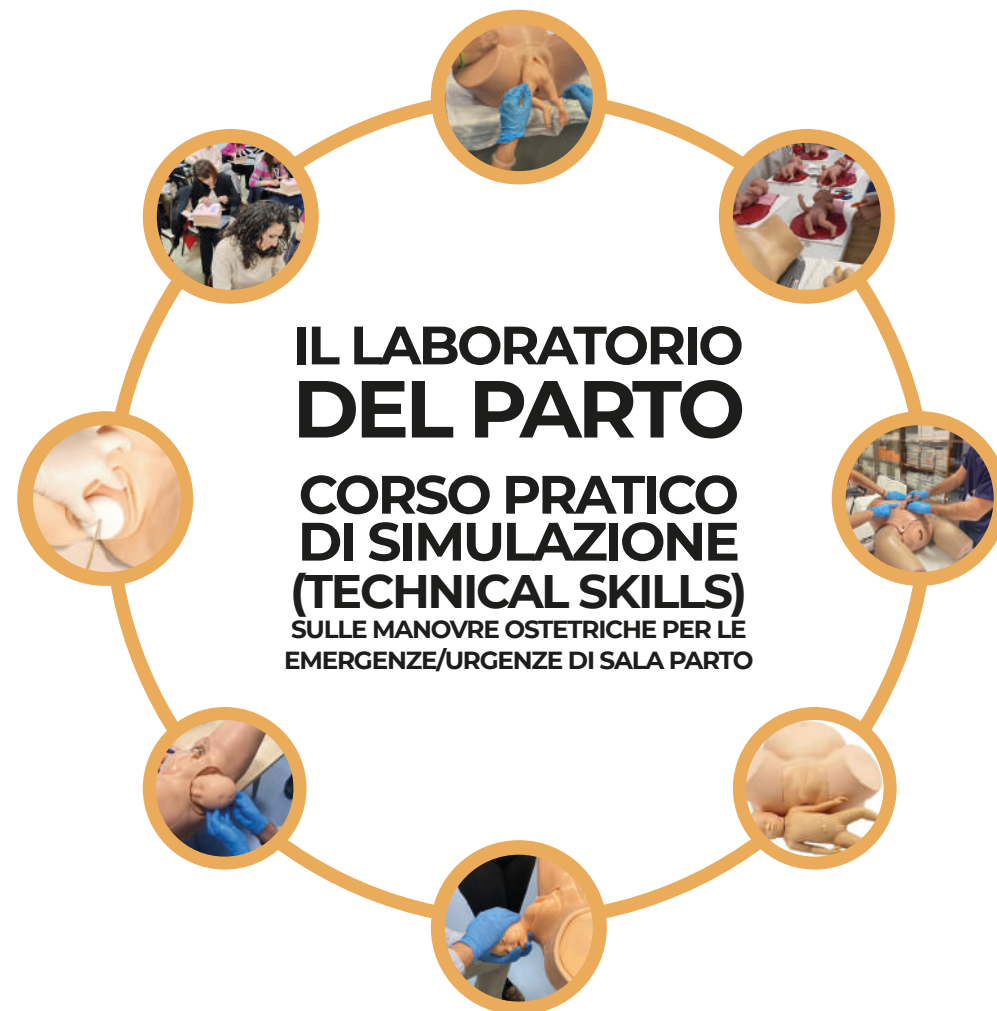 IL LABORATORIO
DEL PARTO
CORSO PRATICO
DI SIMULAZIONE
(TECHNICAL SKILLS)
SULLE MANOVRE OSTETRICHE PER LE
EMERGENZE/URGENZE DI SALA PARTO